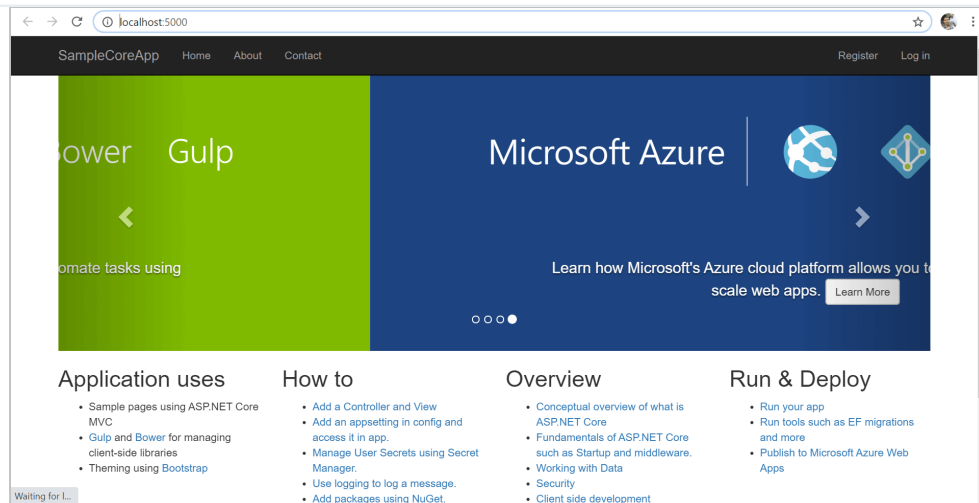 localhost:5000
SampleCoreApp Home About Contact Register Log in
Bower Gulp
Microsoft Azure
omate tasks using
Learn how Microsoft's Azure cloud platform allows you to
scale web apps. Learn More
Application uses
Sample pages using ASP.NET Core
MVC
Gulp and Bower for managing
client-side libraries
Theming using Bootstrap
How to
Add a Controller and View
Add an appsetting in config and
access it in app.
Manage User Secrets using Secret
Manager.
Use logging to log a message.
Add packages using NuGet.
Overview
Conceptual overview of what is
ASP.NET Core
Fundamentals of ASP.NET Core
such as Startup and middleware.
Working with Data
Security
Client side development
Run & Deploy
Run your app
Run tools such as EF migrations
and more
Publish to Microsoft Azure Web
Apps
Waiting for l...